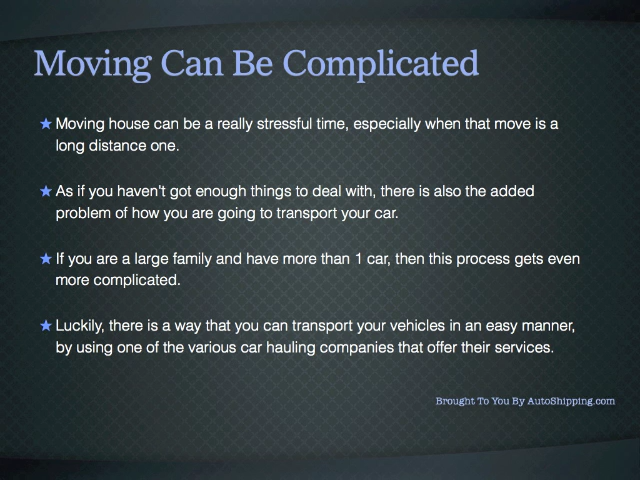 Moving Can Be Complicated
★ Moving house can be a really stressful time, especially when that move is a
long distance one.
★ As if you haven't got enough things to deal with, there is also the added
problem of how you are going to transport your car.
★ If you are a large family and have more than 1 car, then this process gets even
more complicated.
★ Luckily, there is a way that you can transport your vehicles in an easy manner,
by using one of the various car hauling companies that offer their services.
Brought To You By AutoShipping.com